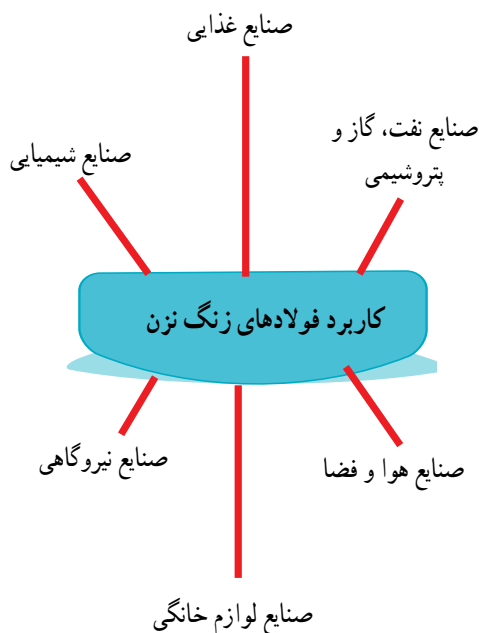 صنایع غذایی
صنایع نفت، گاز و
پتروشیمی
صنایع شیمیایی
کاربرد فولادهای زنگ نزن
صنایع نیروگاهی
صنایع هوا و فضا
صنایع لوازم خانگی